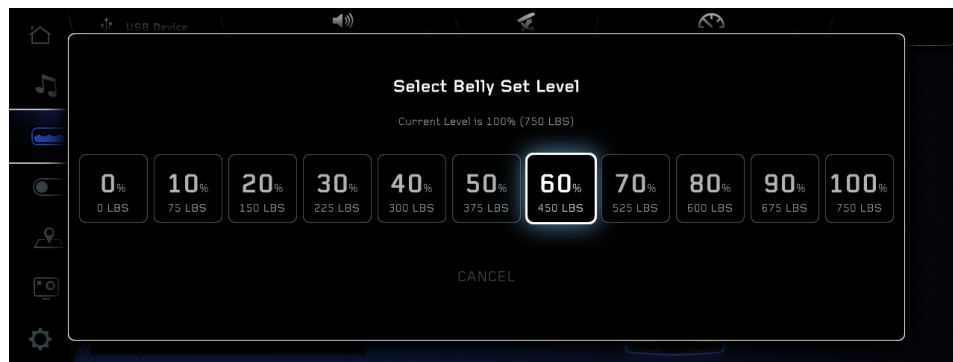 USB Device
Select Belly Set Level
Current Level is 100% (750 LBS)
0% 10% 20% 30% 40% 50% 60% 70% 80% 90% 100%
0 LBS 75 LBS 150 LBS 225 LBS 300 LBS 375 LBS 450 LBS 525 LBS 600 LBS 675 LBS 750 LBS
CANCEL